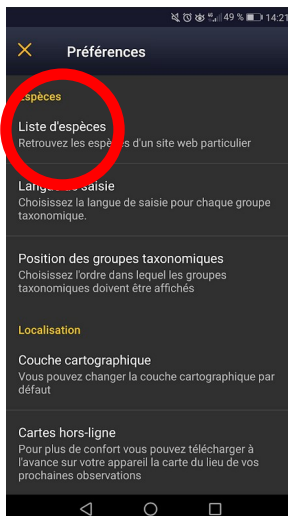 49 % 14:21
Préférences
Espèces
Liste d'espèces
Retrouvez les espèces d'un site web particulier
Langue de saisie
Choisissez la langue de saisie pour chaque groupe
taxonomique.
Position des groupes taxonomiques
Choisissez l'ordre dans lequel les groupes
taxonomiques doivent être affichés
Localisation
Couche cartographique
Vous pouvez changer la couche cartographique par
défaut
Cartes hors-ligne
Pour plus de confort vous pouvez télécharger à
l'avance sur votre appareil la carte du lieu de vos
prochaines observations